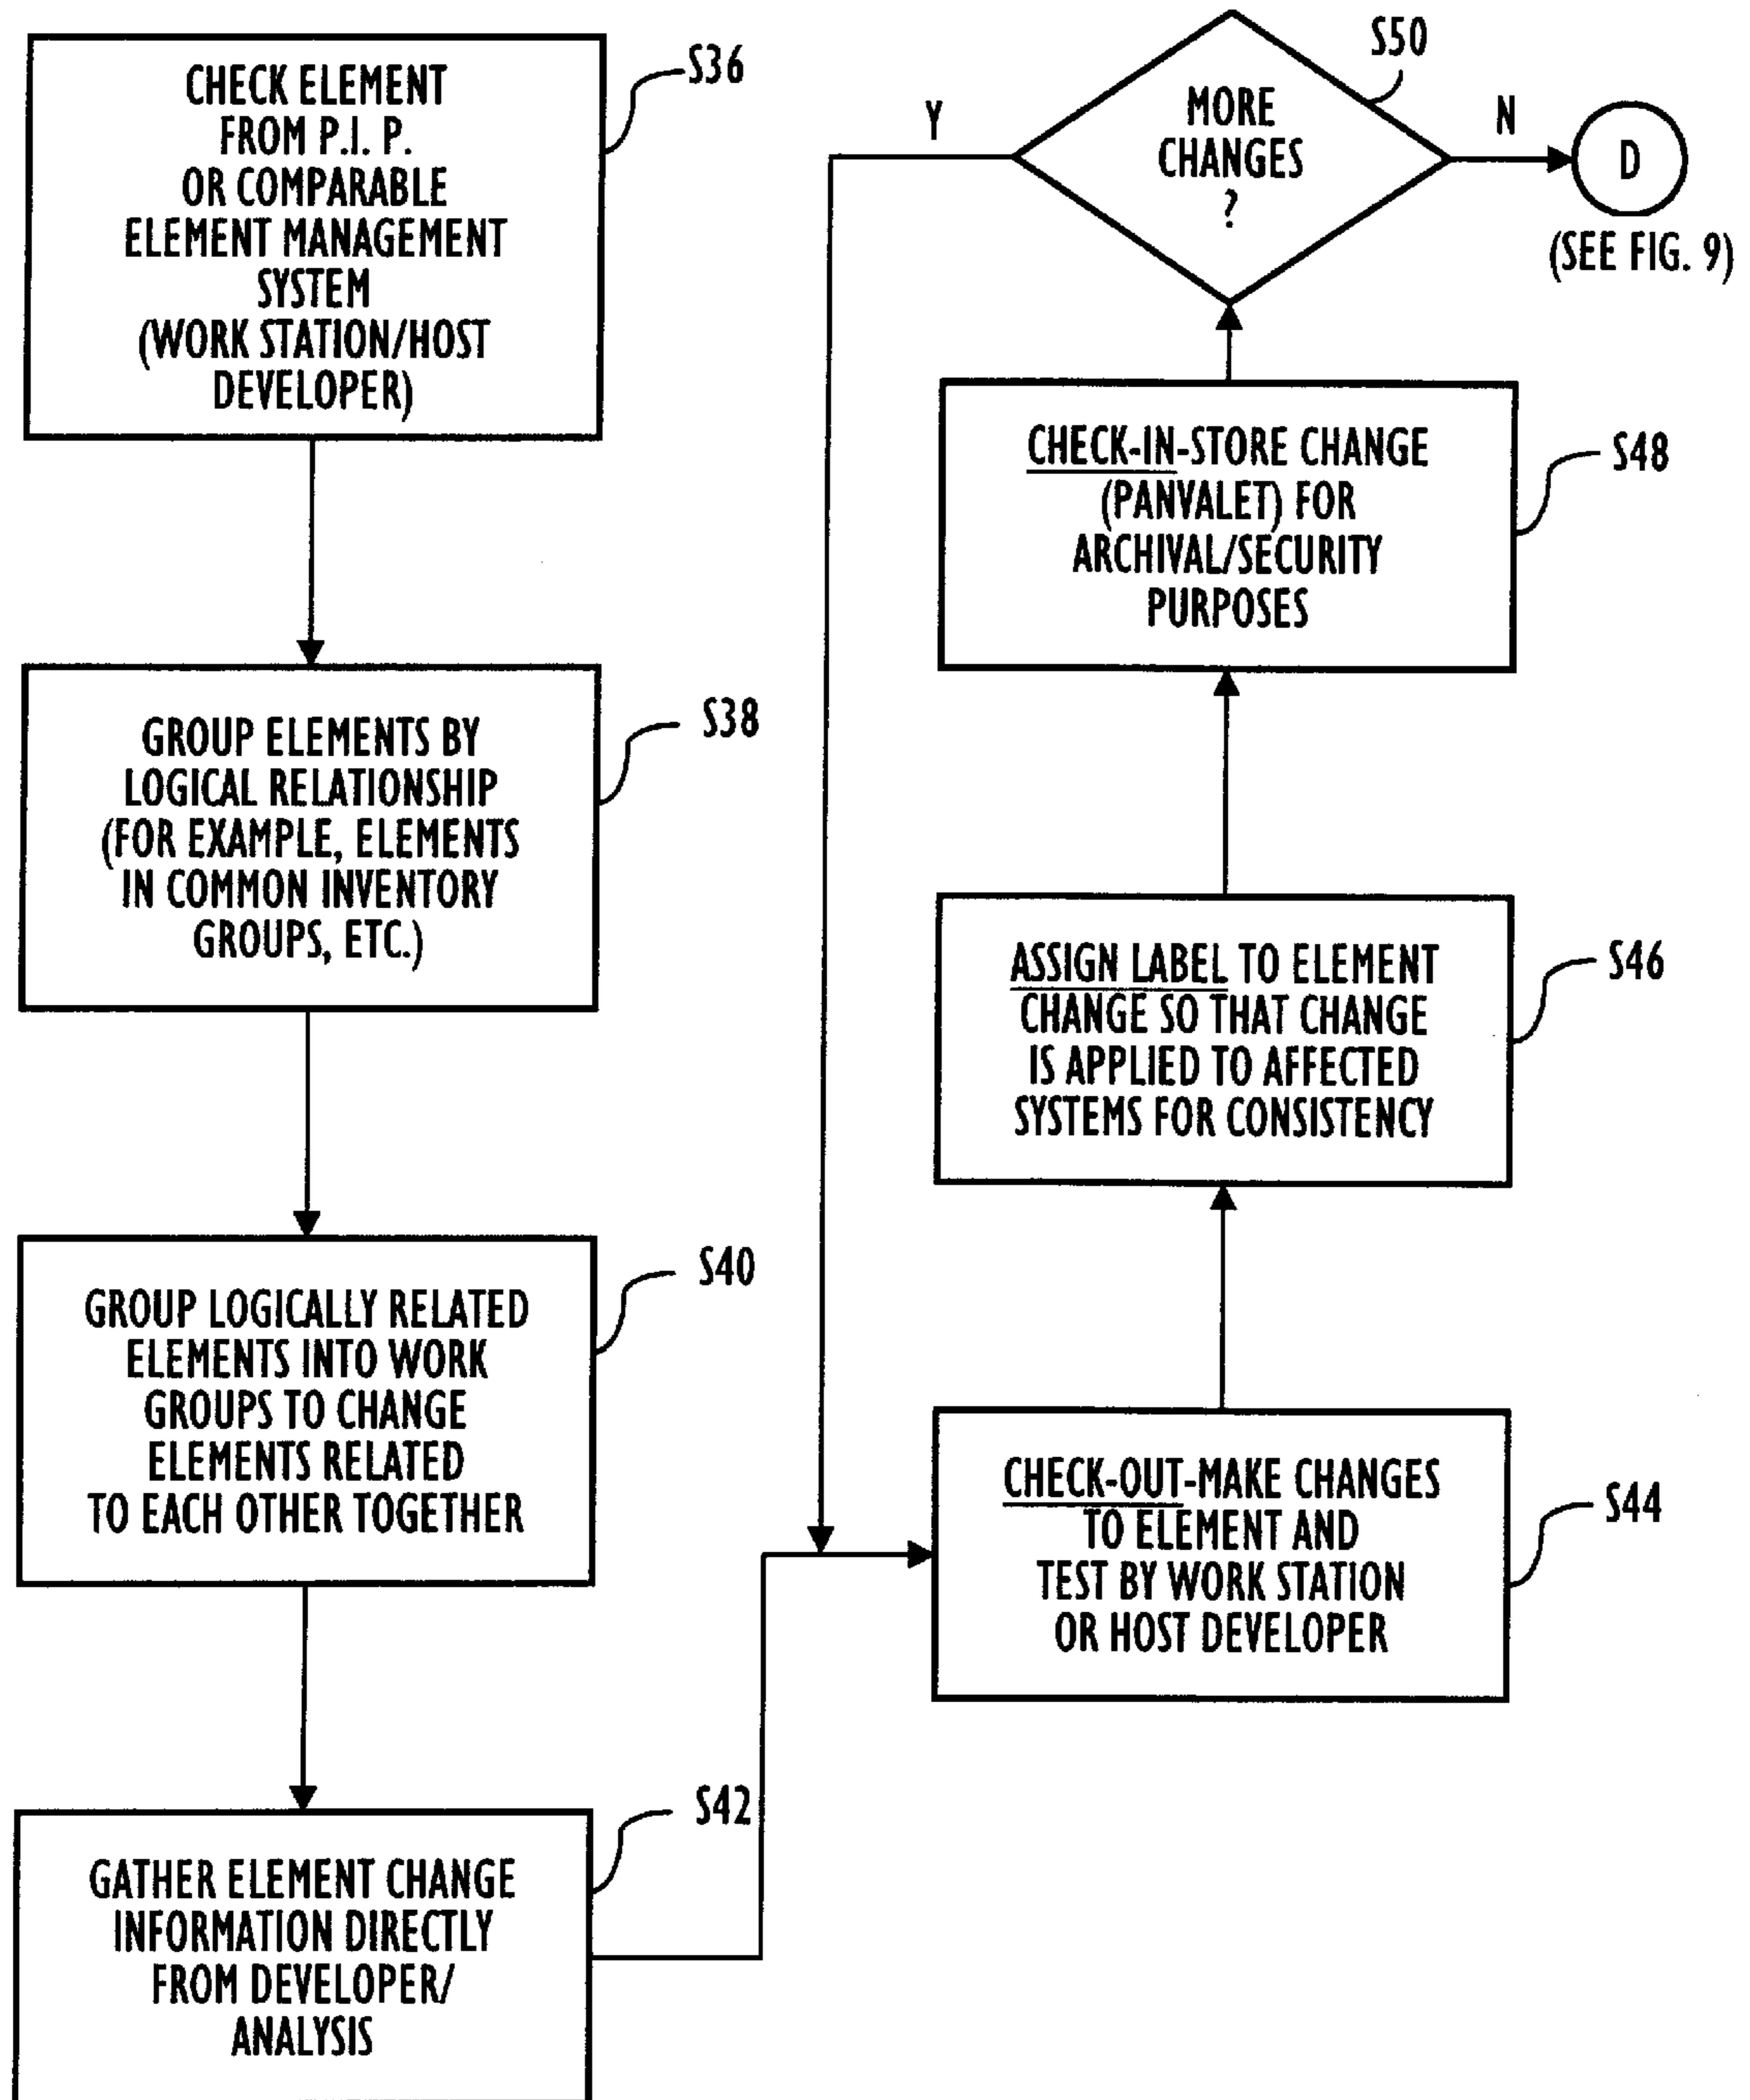 CHECK ELEMENT
FROM P.I. P.
OR COMPARABLE
ELEMENT MANAGEMENT
SYSTEM
(WORK STATION/HOST
DEVELOPER)
S36
GROUP ELEMENTS BY
LOGICAL RELATIONSHIP
(FOR EXAMPLE, ELEMENTS
IN COMMON INVENTORY
GROUPS, ETC.)
S38
GROUP LOGICALLY RELATED
ELEMENTS INTO WORK
GROUPS TO CHANGE
ELEMENTS RELATED
TO EACH OTHER TOGETHER
S40
GATHER ELEMENT CHANGE
INFORMATION DIRECTLY
FROM DEVELOPER/
ANALYSIS
S42
CHECK-OUT-MAKE CHANGES
TO ELEMENT AND
TEST BY WORK STATION
OR HOST DEVELOPER
S44
ASSIGN LABEL TO ELEMENT
CHANGE SO THAT CHANGE
IS APPLIED TO AFFECTED
SYSTEMS FOR CONSISTENCY
S46
CHECK-IN-STORE CHANGE
(PANVALET) FOR
ARCHIVAL/SECURITY
PURPOSES
S48
MORE
CHANGES
?
S50
Y
N
D
(SEE FIG. 9)